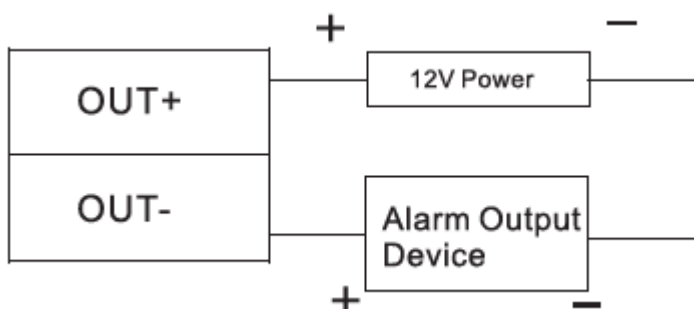 + −
OUT+ 12V Power
OUT- Alarm Output
Device
+ −